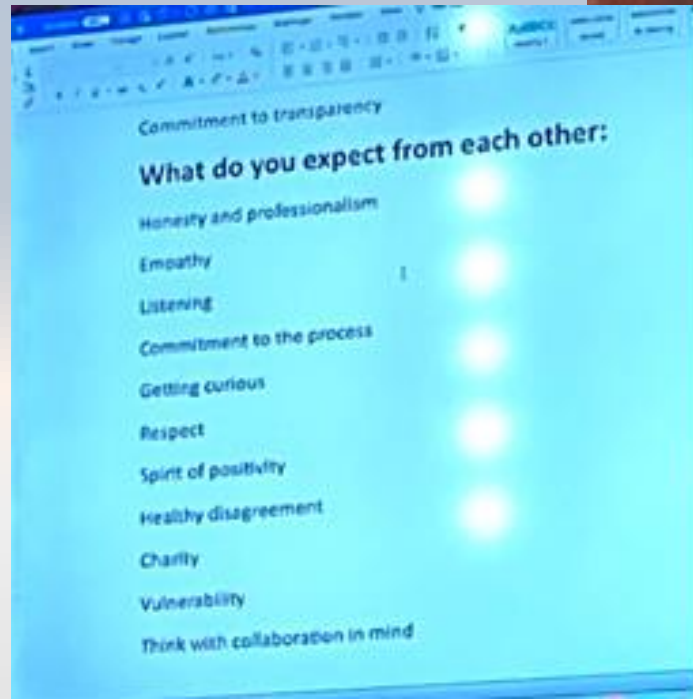 Commitment to transparency
What do you expect from each other:
Honesty and professionalism
Empathy
Listening
Commitment to the process
Getting curious
Respect
Spirit of positivity
Healthy disagreement
Charity
Vulnerability
Think with collaboration in mind